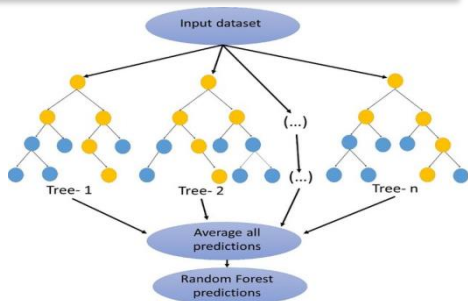 Input dataset
(...)
(...)
Tree- 1
Tree- 2
Tree- n
Average all
predictions
Random Forest
predictions